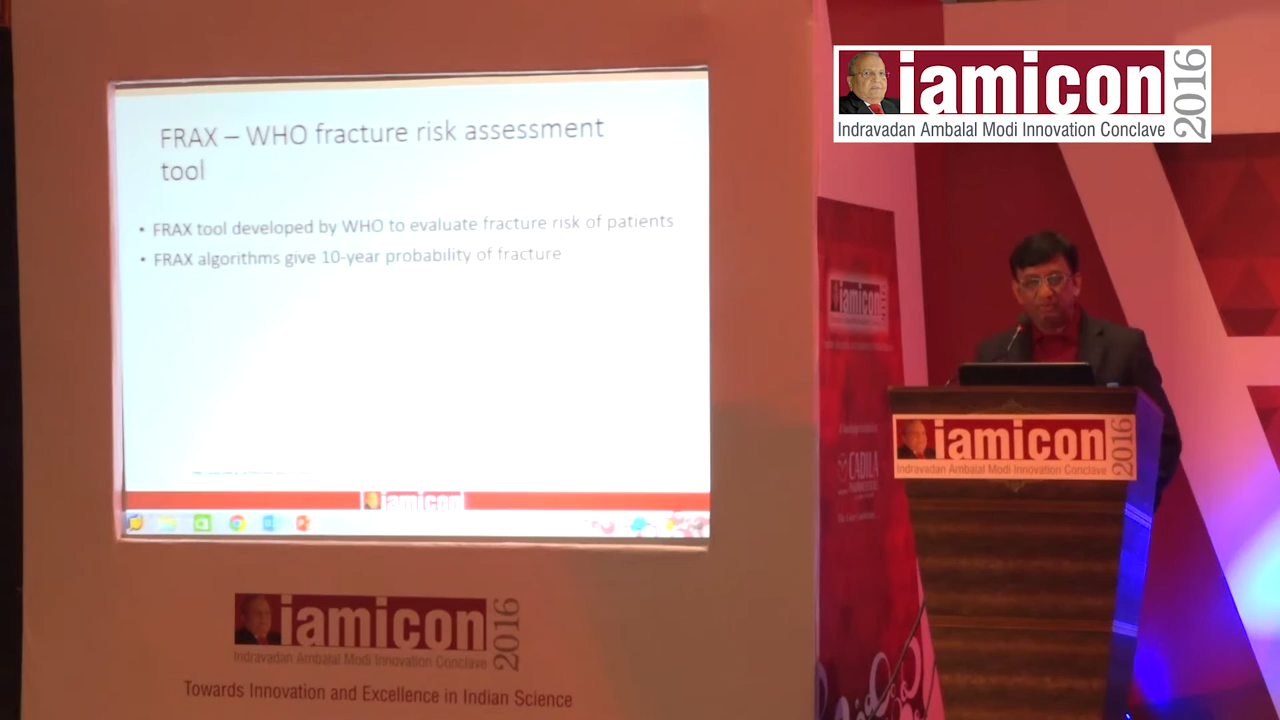 FRAX – WHO fracture risk assessment
tool
• FRAX tool developed by WHO to evaluate fracture risk of patients
• FRAX algorithms give 10-year probability of fracture
iamicon
iamicon 2016
Indravadan Ambalal Modi Innovation Conclave
Towards Innovation and Excellence in Indian Science
iamicon 2016
Indravadan Ambalal Modi Innovation Conclave
iamicon
CADILA
iamicon 2016
Indravadan Ambalal Modi Innovation Conclave